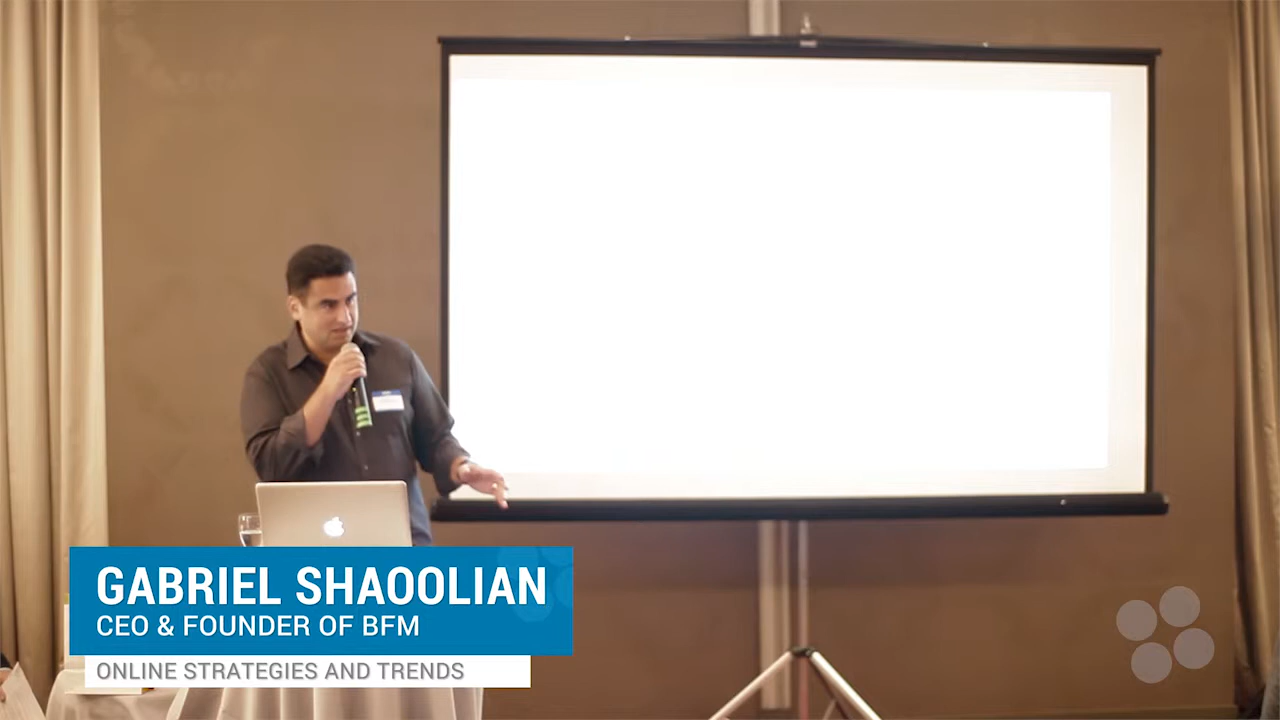 GABRIEL SHAOOLIAN
CEO & FOUNDER OF BFM
ONLINE STRATEGIES AND TRENDS